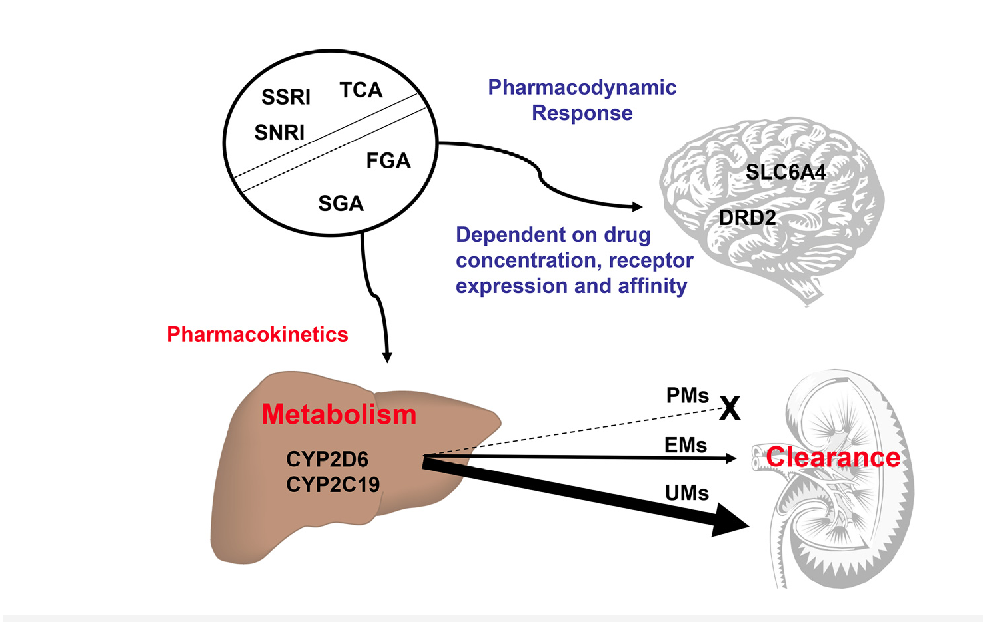 SSRI
TCA
SNRI
FGA
SGA
Pharmacodynamic
Response
SLC6A4
DRD2
Dependent on drug
concentration, receptor
expression and affinity
Pharmacokinetics
Metabolism
CYP2D6
CYP2C19
PMs
X
EMs
Clearance
UMs